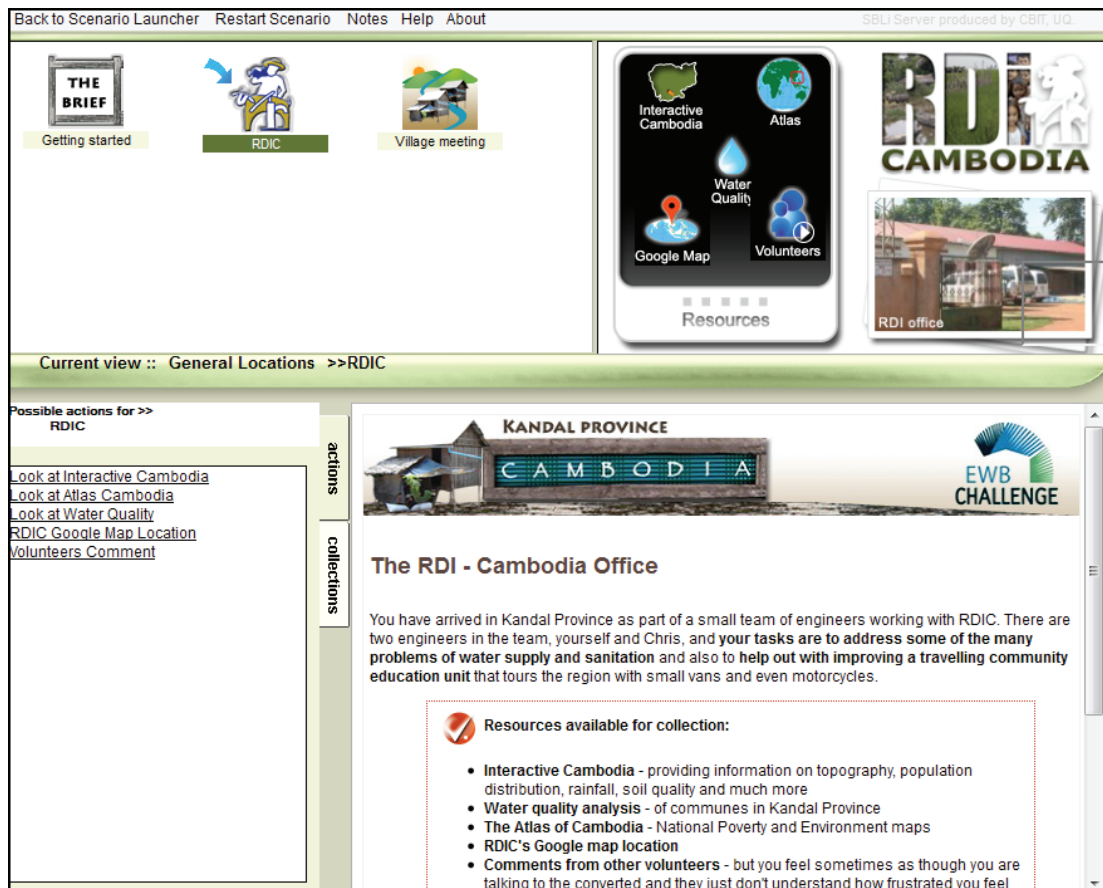 Back to Scenario Launcher Restart Scenario Notes Help About
SBLi Server produced by CBIT, UQ.
THE
BRIEF
Getting started
RDIC
Village meeting
Interactive
Cambodia
Atlas
Water
Quality
Google Map
Volunteers
Resources
RDi
CAMBODIA
RDI office
Current view :: General Locations >>RDIC
Possible actions for >>
RDIC
Look at Interactive Cambodia
Look at Atlas Cambodia
Look at Water Quality
RDIC Google Map Location
Volunteers Comment
actions
collections
KANDAL PROVINCE
CAMBODIA
EWB
CHALLENGE
The RDI - Cambodia Office
You have arrived in Kandal Province as part of a small team of engineers working with RDIC. There are
two engineers in the team, yourself and Chris, and your tasks are to address some of the many
problems of water supply and sanitation and also to help out with improving a travelling community
education unit that tours the region with small vans and even motorcycles.
Resources available for collection:
• Interactive Cambodia - providing information on topography, population
distribution, rainfall, soil quality and much more
• Water quality analysis - of communes in Kandal Province
• The Atlas of Cambodia - National Poverty and Environment maps
• RDIC's Google map location
• Comments from other volunteers - but you feel sometimes as though you are
talking to the converted and they just don't understand how frustrated you feel